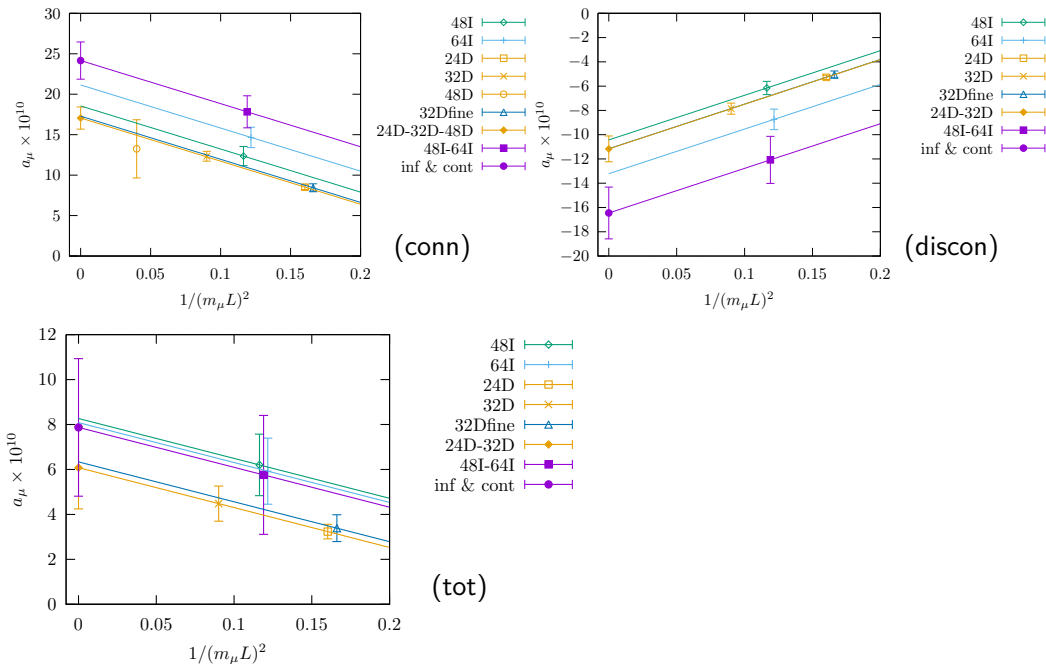 30
25
20
15
10
5
0
a_μ × 10^10
0
0.05
0.1
0.15
0.2
1/(m_μ L)^2
48I
64I
24D
32D
48D
32Dfine
24D-32D-48D
48I-64I
inf & cont
(conn)
0
−2
−4
−6
−8
−10
−12
−14
−16
−18
−20
a_μ × 10^10
0
0.05
0.1
0.15
0.2
1/(m_μ L)^2
48I
64I
24D
32D
32Dfine
24D-32D
48I-64I
inf & cont
(discon)
12
10
8
6
4
2
0
a_μ × 10^10
0
0.05
0.1
0.15
0.2
1/(m_μ L)^2
48I
64I
24D
32D
32Dfine
24D-32D
48I-64I
inf & cont
(tot)